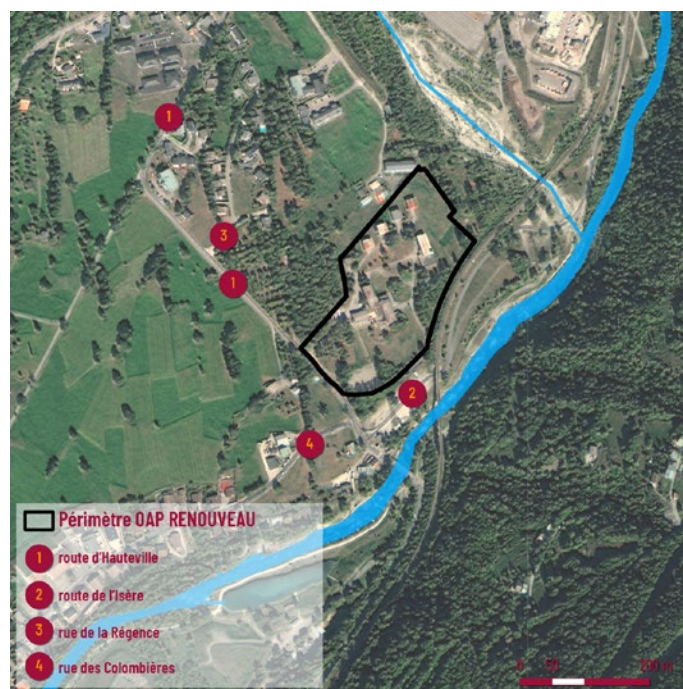 1
3
1
2
4
Périmètre OAP RENOUVEAU
1 route d'Hauteville
2 route de l'Isère
3 rue de la Régence
4 rue des Colombières
0 50 200 m